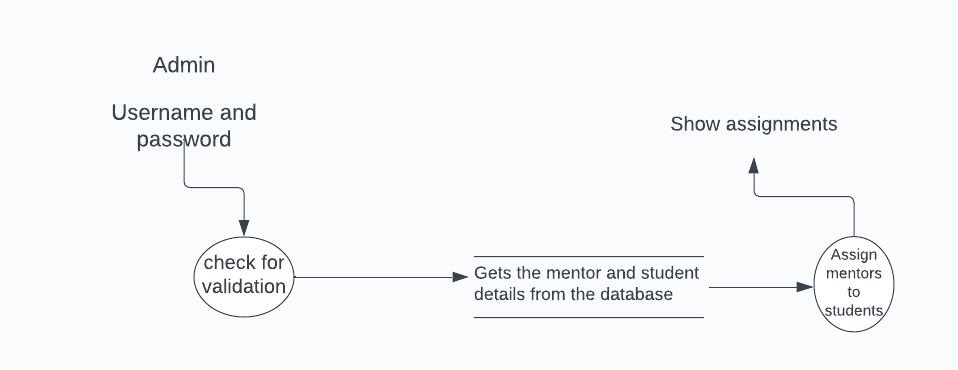 Admin
Username and
password
Show assignments
check for
validation
Gets the mentor and student
details from the database
Assign
mentors
to
students